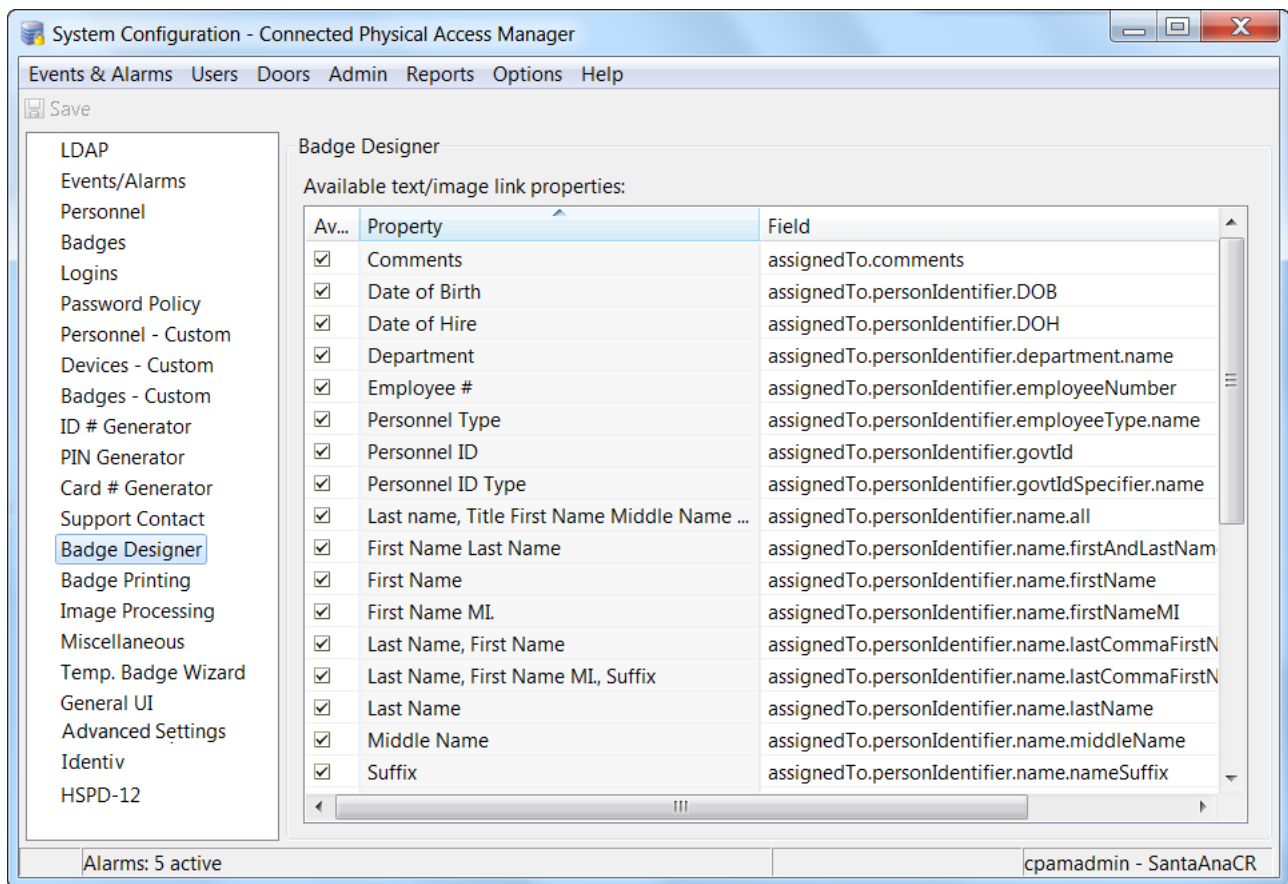 System Configuration - Connected Physical Access Manager
Events & Alarms Users Doors Admin Reports Options Help
Save
LDAP
Events/Alarms
Personnel
Badges
Logins
Password Policy
Personnel - Custom
Devices - Custom
Badges - Custom
ID # Generator
PIN Generator
Card # Generator
Support Contact
Badge Designer
Badge Printing
Image Processing
Miscellaneous
Temp. Badge Wizard
General UI
Advanced Settings
Identiv
HSPD-12
Badge Designer
Available text/image link properties:
Av... Property Field
Comments assignedTo.comments
Date of Birth assignedTo.personIdentifier.DOB
Date of Hire assignedTo.personIdentifier.DOH
Department assignedTo.personIdentifier.department.name
Employee # assignedTo.personIdentifier.employeeNumber
Personnel Type assignedTo.personIdentifier.employeeType.name
Personnel ID assignedTo.personIdentifier.govtId
Personnel ID Type assignedTo.personIdentifier.govtIdSpecifier.name
Last name, Title First Name Middle Name ... assignedTo.personIdentifier.name.all
First Name Last Name assignedTo.personIdentifier.name.firstAndLastNam
First Name assignedTo.personIdentifier.name.firstName
First Name MI. assignedTo.personIdentifier.name.firstNameMI
Last Name, First Name assignedTo.personIdentifier.name.lastCommaFirstN
Last Name, First Name MI., Suffix assignedTo.personIdentifier.name.lastCommaFirstN
Last Name assignedTo.personIdentifier.name.lastName
Middle Name assignedTo.personIdentifier.name.middleName
Suffix assignedTo.personIdentifier.name.nameSuffix
Alarms: 5 active cpamadmin - SantaAnaCR